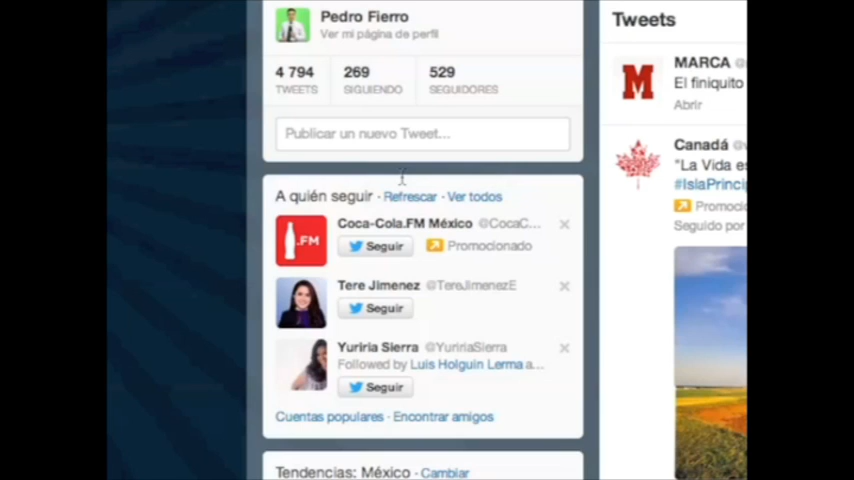 Pedro Fierro
Ver mi página de perfil
4 794
TWEETS
269
SIGUIENDO
529
SEGUIDORES
Publicar un nuevo Tweet...
A quién seguir · Refrescar · Ver todos
.FM
Coca-Cola.FM México @CocaC...
Seguir
Promocionado
Tere Jimenez @TereJimenezE
Seguir
Yuriria Sierra @YuririaSierra
Followed by Luis Holguin Lerma a...
Seguir
Cuentas populares · Encontrar amigos
Tendencias: México · Cambiar
Tweets
M
MARCA @
El finiquito
Abrir
Canadá @
"La Vida es
#IslaPrincip
Promocio
Seguido por